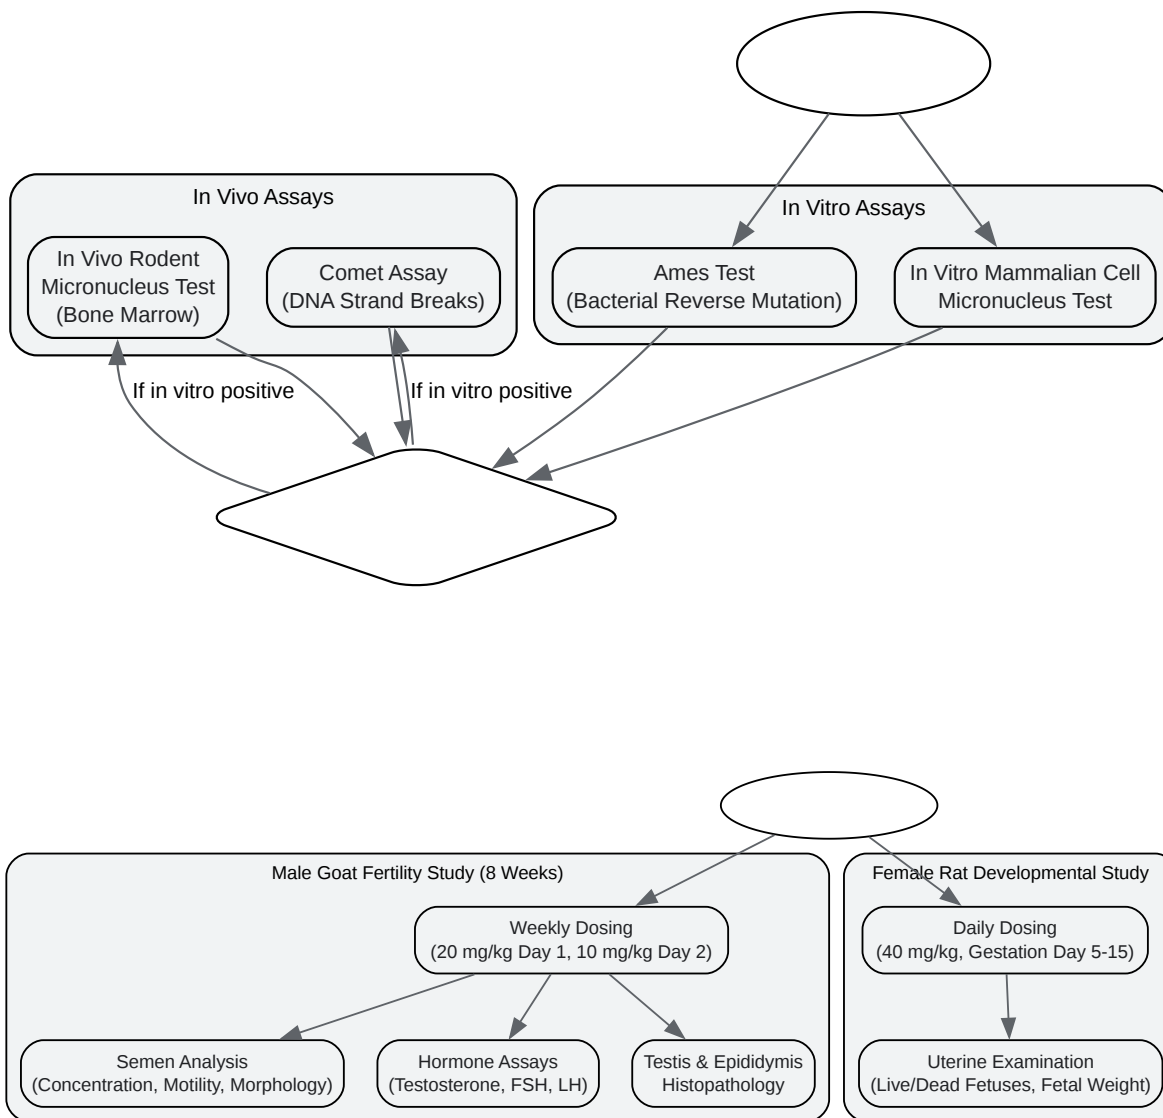 In Vivo Assays
In Vitro Assays
In Vivo Rodent
Micronucleus Test
(Bone Marrow)
Comet Assay
(DNA Strand Breaks)
Ames Test
(Bacterial Reverse Mutation)
In Vitro Mammalian Cell
Micronucleus Test
If in vitro positive
If in vitro positive
Male Goat Fertility Study (8 Weeks)
Female Rat Developmental Study
Weekly Dosing
(20 mg/kg Day 1, 10 mg/kg Day 2)
Daily Dosing
(40 mg/kg, Gestation Day 5-15)
Semen Analysis
(Concentration, Motility, Morphology)
Hormone Assays
(Testosterone, FSH, LH)
Testis & Epididymis
Histopathology
Uterine Examination
(Live/Dead Fetuses, Fetal Weight)